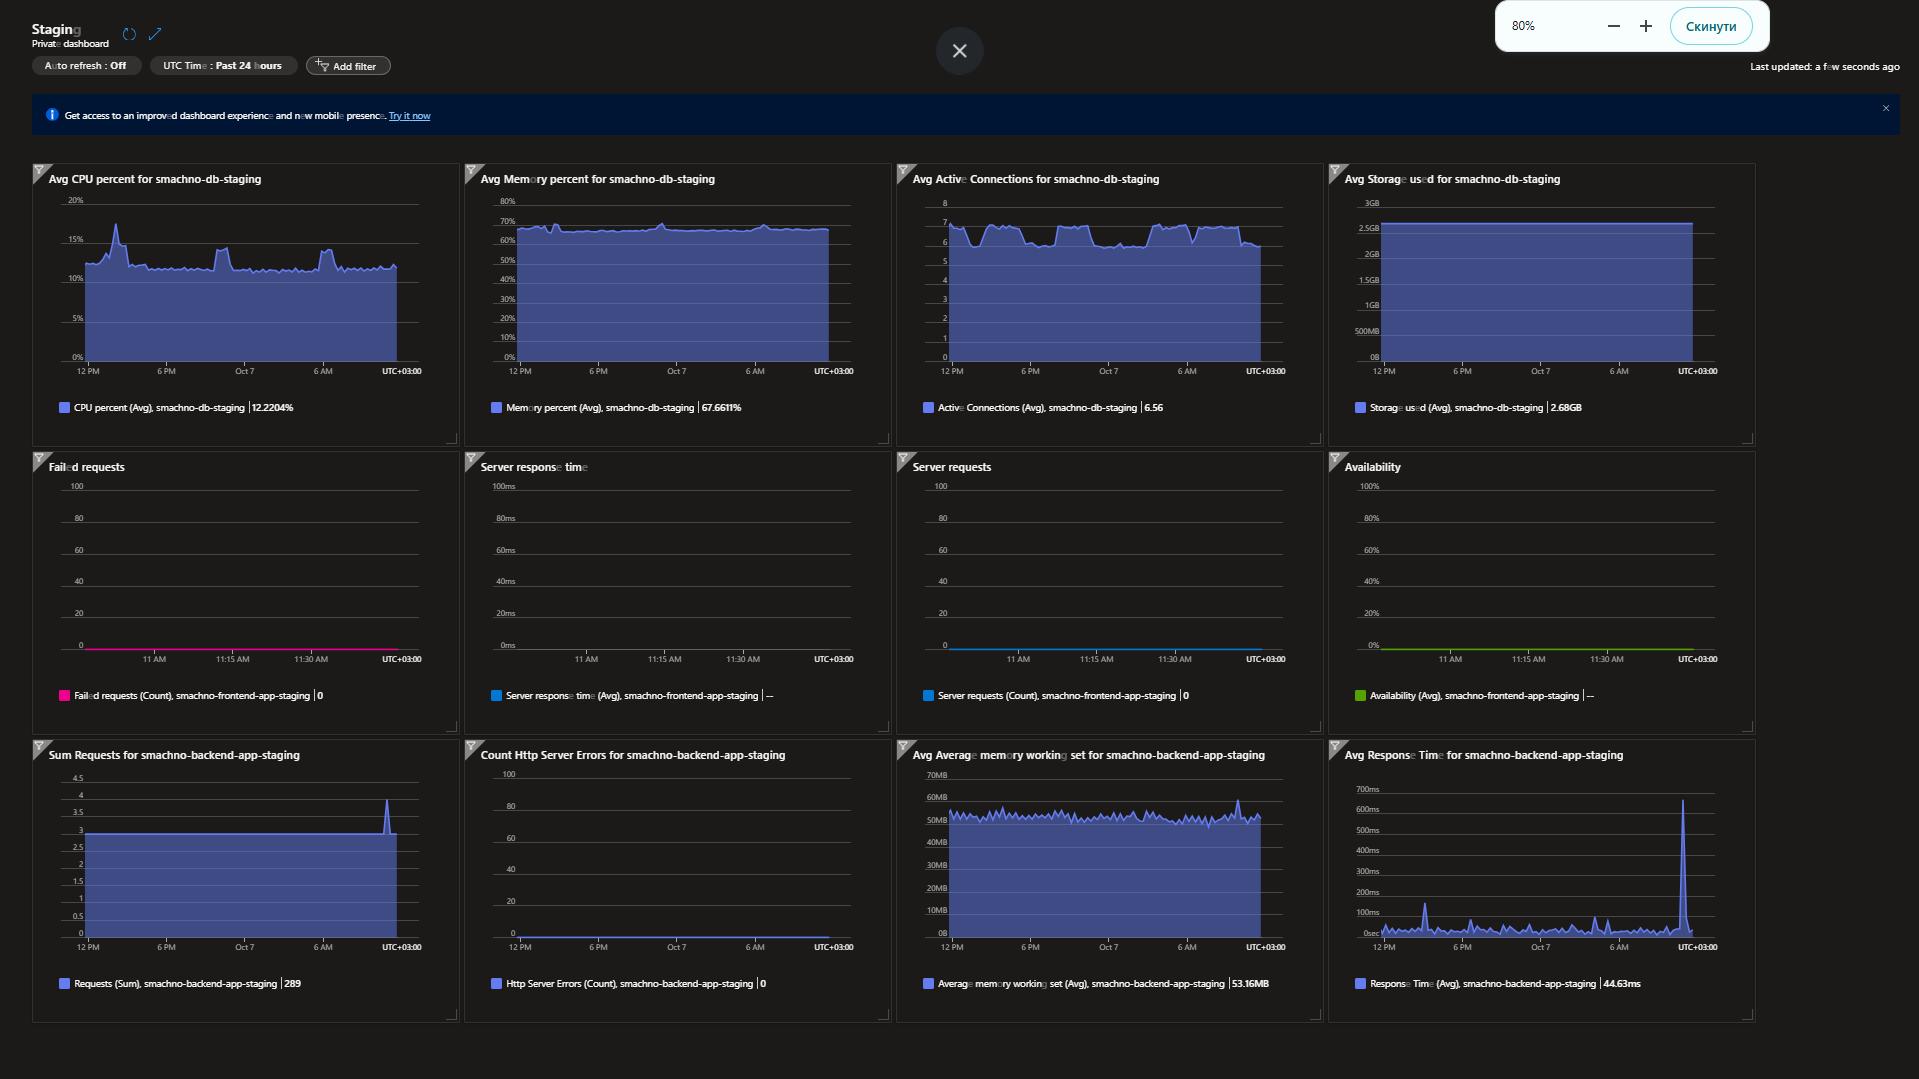 Staging
Private dashboard
Auto refresh : Off
UTC Time : Past 24 hours
Add filter
80%
Скинути
Last updated: a few seconds ago
Get access to an improved dashboard experience and new mobile presence. Try it now
Avg CPU percent for smachno-db-staging
20%
15%
10%
5%
0%
12 PM 6 PM Oct 7 6 AM UTC+03:00
CPU percent (Avg), smachno-db-staging 12.2204%
Avg Memory percent for smachno-db-staging
80%
70%
60%
50%
40%
30%
20%
10%
0%
12 PM 6 PM Oct 7 6 AM UTC+03:00
Memory percent (Avg), smachno-db-staging 67.6611%
Avg Active Connections for smachno-db-staging
8
7
6
5
4
3
2
1
0
12 PM 6 PM Oct 7 6 AM UTC+03:00
Active Connections (Avg), smachno-db-staging 6.56
Avg Storage used for smachno-db-staging
3GB
2.5GB
2GB
1.5GB
1GB
500MB
0B
12 PM 6 PM Oct 7 6 AM UTC+03:00
Storage used (Avg), smachno-db-staging 2.68GB
Failed requests
100
80
60
40
20
0
11 AM 11:15 AM 11:30 AM UTC+03:00
Failed requests (Count), smachno-frontend-app-staging 0
Server response time
100ms
80ms
60ms
40ms
20ms
0ms
11 AM 11:15 AM 11:30 AM UTC+03:00
Server response time (Avg), smachno-frontend-app-staging --
Server requests
100
80
60
40
20
0
11 AM 11:15 AM 11:30 AM UTC+03:00
Server requests (Count), smachno-frontend-app-staging 0
Availability
100%
80%
60%
40%
20%
0%
11 AM 11:15 AM 11:30 AM UTC+03:00
Availability (Avg), smachno-frontend-app-staging --
Sum Requests for smachno-backend-app-staging
4.5
4
3.5
3
2.5
2
1.5
1
0.5
0
12 PM 6 PM Oct 7 6 AM UTC+03:00
Requests (Sum), smachno-backend-app-staging 289
Count Http Server Errors for smachno-backend-app-staging
100
80
60
40
20
0
12 PM 6 PM Oct 7 6 AM UTC+03:00
Http Server Errors (Count), smachno-backend-app-staging 0
Avg Average memory working set for smachno-backend-app-staging
70MB
60MB
50MB
40MB
30MB
20MB
10MB
0B
12 PM 6 PM Oct 7 6 AM UTC+03:00
Average memory working set (Avg), smachno-backend-app-staging 53.16MB
Avg Response Time for smachno-backend-app-staging
700ms
600ms
500ms
400ms
300ms
200ms
100ms
0sec
12 PM 6 PM Oct 7 6 AM UTC+03:00
Response Time (Avg), smachno-backend-app-staging 44.63ms